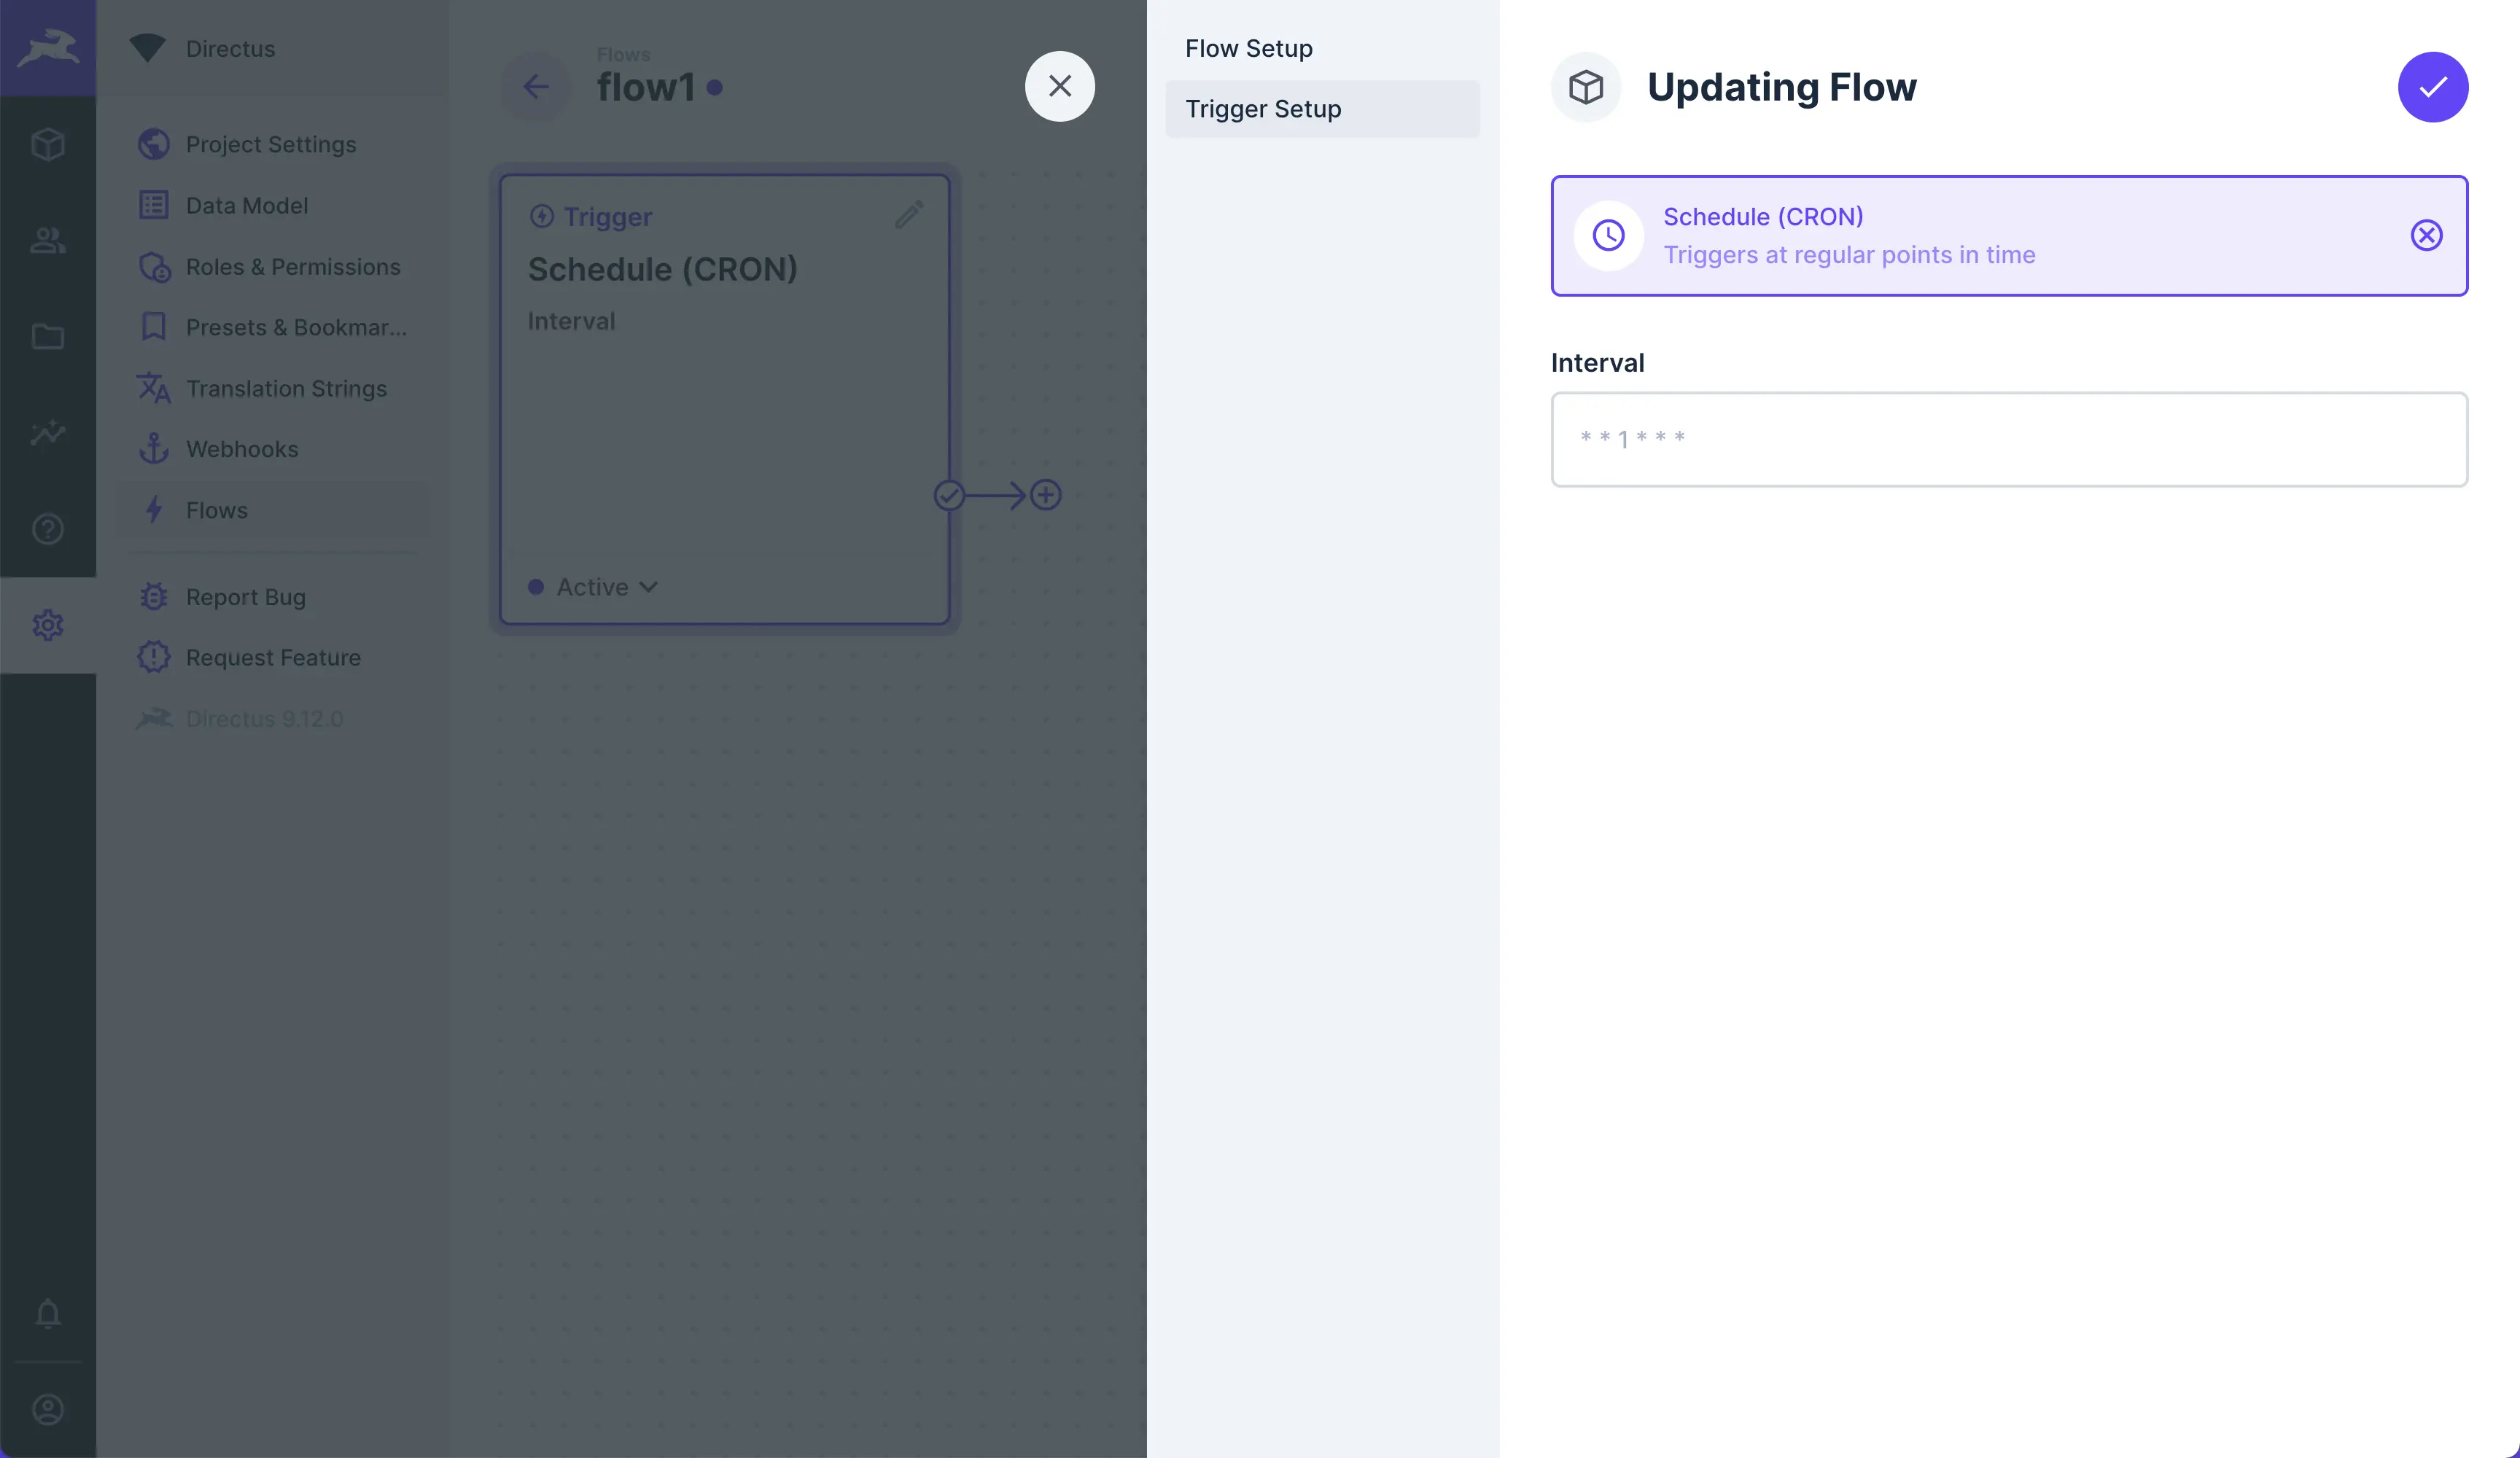 Directus
Project Settings
Data Model
Roles & Permissions
Presets & Bookmar...
Translation Strings
Webhooks
Flows
Report Bug
Request Feature
Directus 9.12.0
Flows
flow1
Trigger
Schedule (CRON)
Interval
Active
Flow Setup
Trigger Setup
Updating Flow
Schedule (CRON)
Triggers at regular points in time
Interval
* * 1 * * *